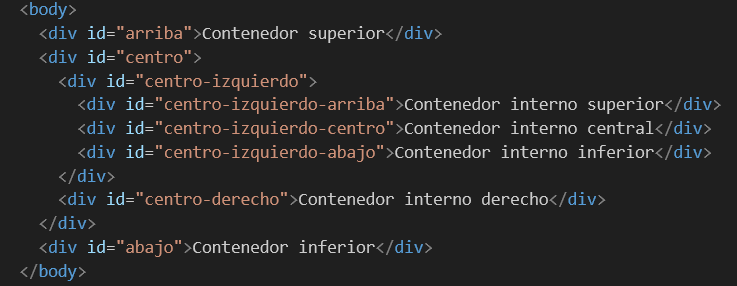 <body>
<div id="arriba">Contenedor superior</div>
<div id="centro">
<div id="centro-izquierdo">
<div id="centro-izquierdo-arriba">Contenedor interno superior</div>
<div id="centro-izquierdo-centro">Contenedor interno central</div>
<div id="centro-izquierdo-abajo">Contenedor interno inferior</div>
</div>
<div id="centro-derecho">Contenedor interno derecho</div>
</div>
<div id="abajo">Contenedor inferior</div>
</body>